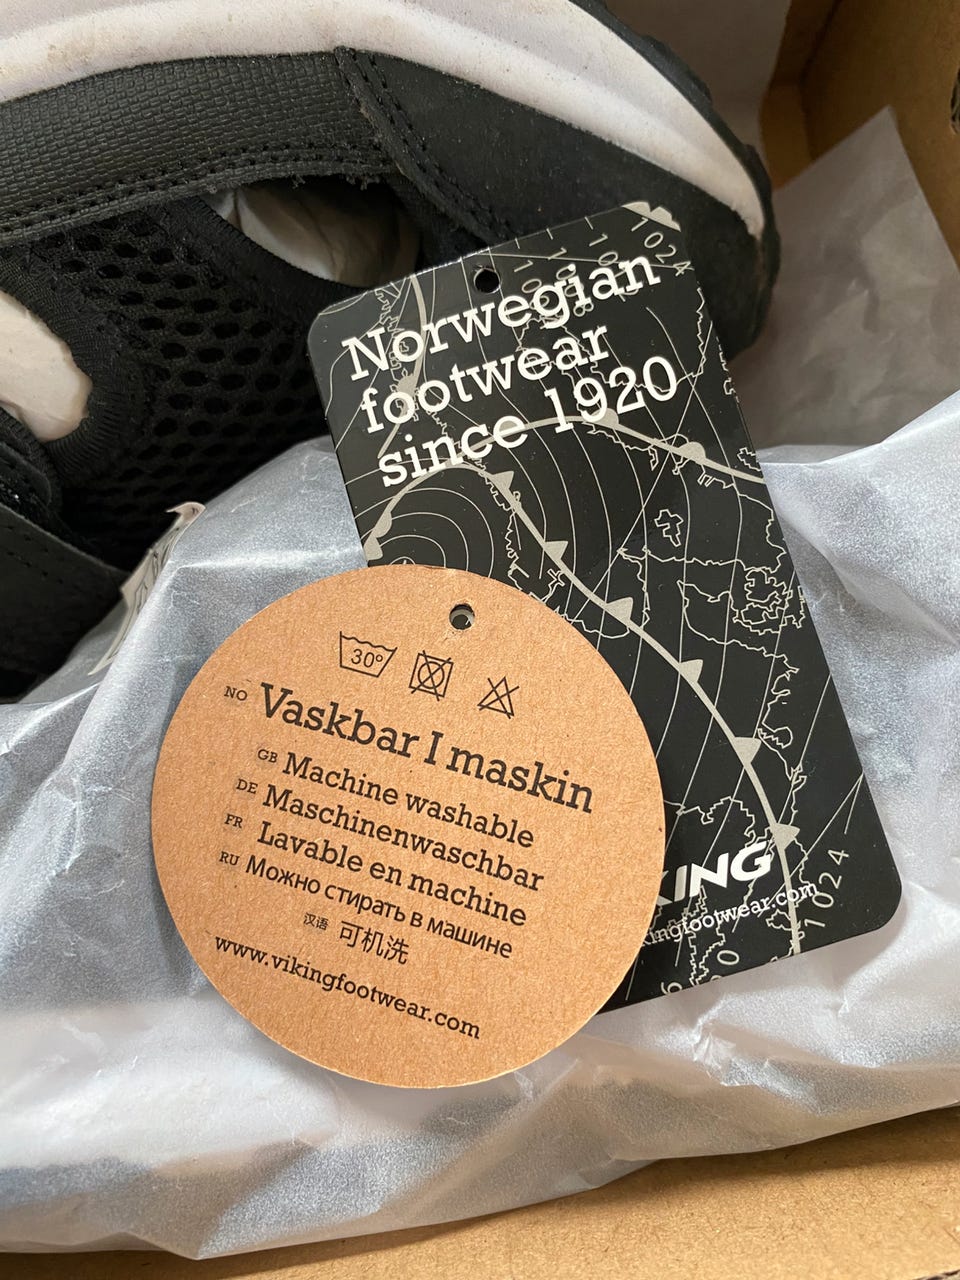 1024
Norwegian
footwear
since 1920
30°
NO Vaskbar I maskin
GB Machine washable
DE Maschinenwaschbar
FR Lavable en machine
RU Можно стирать в машине
汉语 可机洗
www.vikingfootwear.com
KING
kingfootwear.com
1024